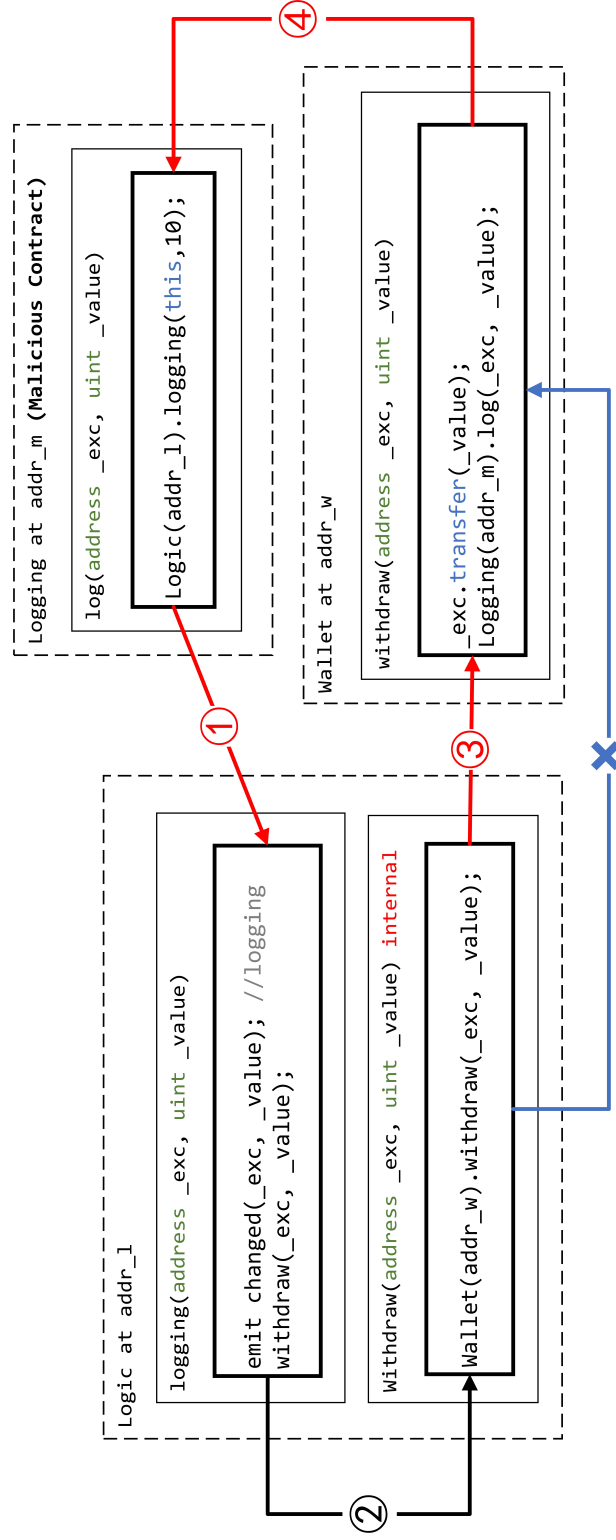 Logic at addr_l
logging(address _exc, uint _value)
emit changed(_exc, _value); //logging
withdraw(_exc, _value);
Withdraw(address _exc, uint _value) internal
Wallet(addr_w).withdraw(_exc, _value);
①
②
③
④
Logging at addr_m (Malicious Contract)
log(address _exc, uint _value)
Logic(addr_l).logging(this,10);
Wallet at addr_w
withdraw(address _exc, uint _value)
_exc.transfer(_value);
Logging(addr_m).log(_exc, _value);